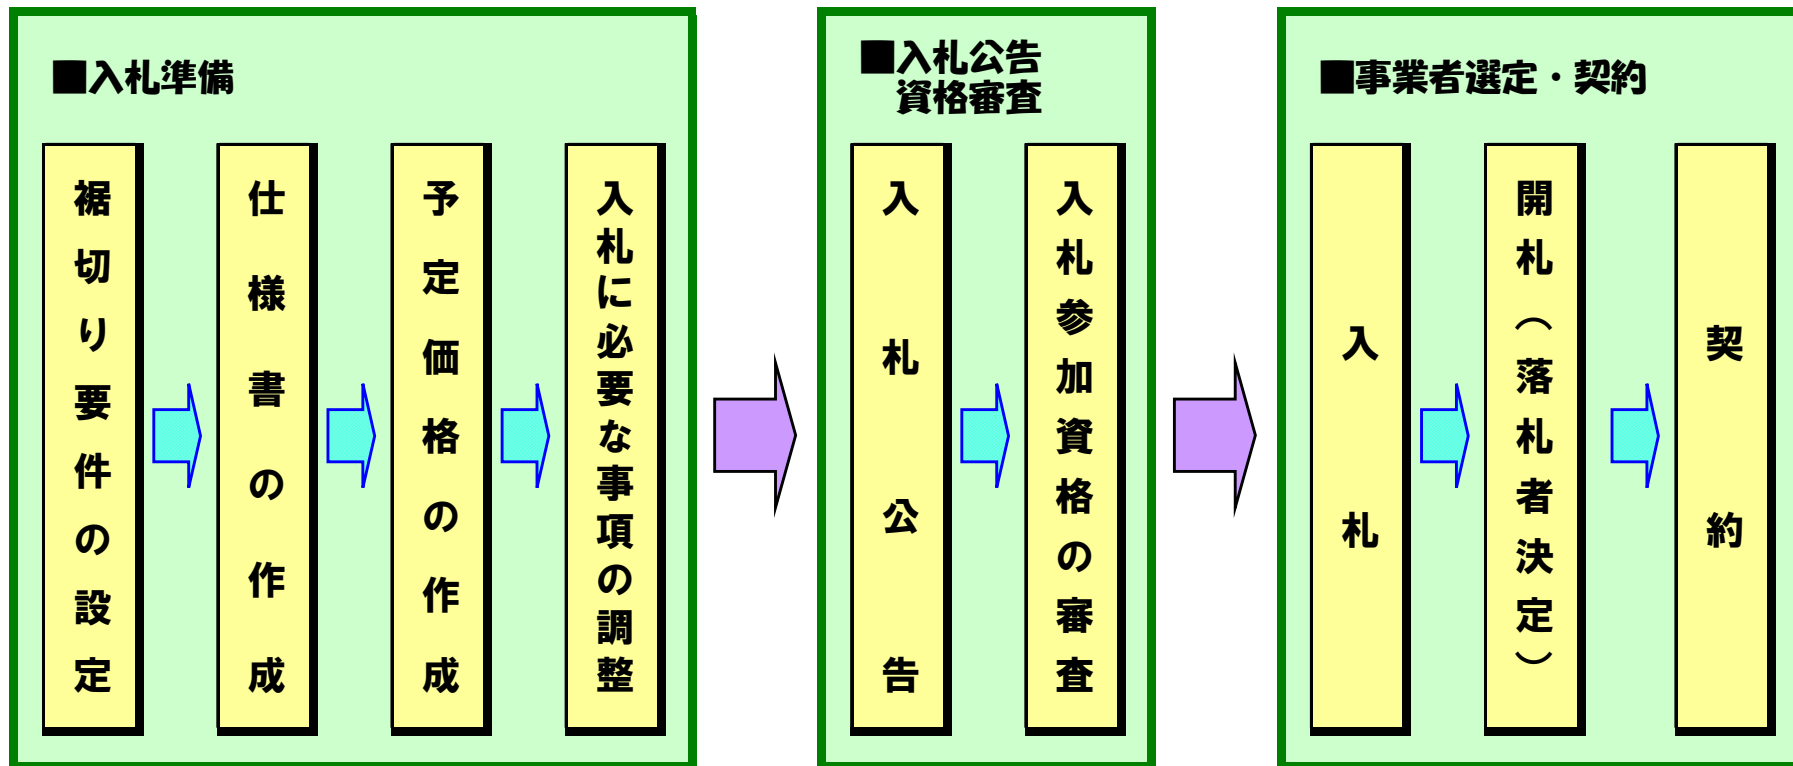 ■入札準備
裾切り要件の設定
仕様書の作成
予定価格の作成
入札に必要な事項の調整
■入札公告
資格審査
入札公告
入札参加資格の審査
■事業者選定・契約
入札
開札（落札者決定）
契約